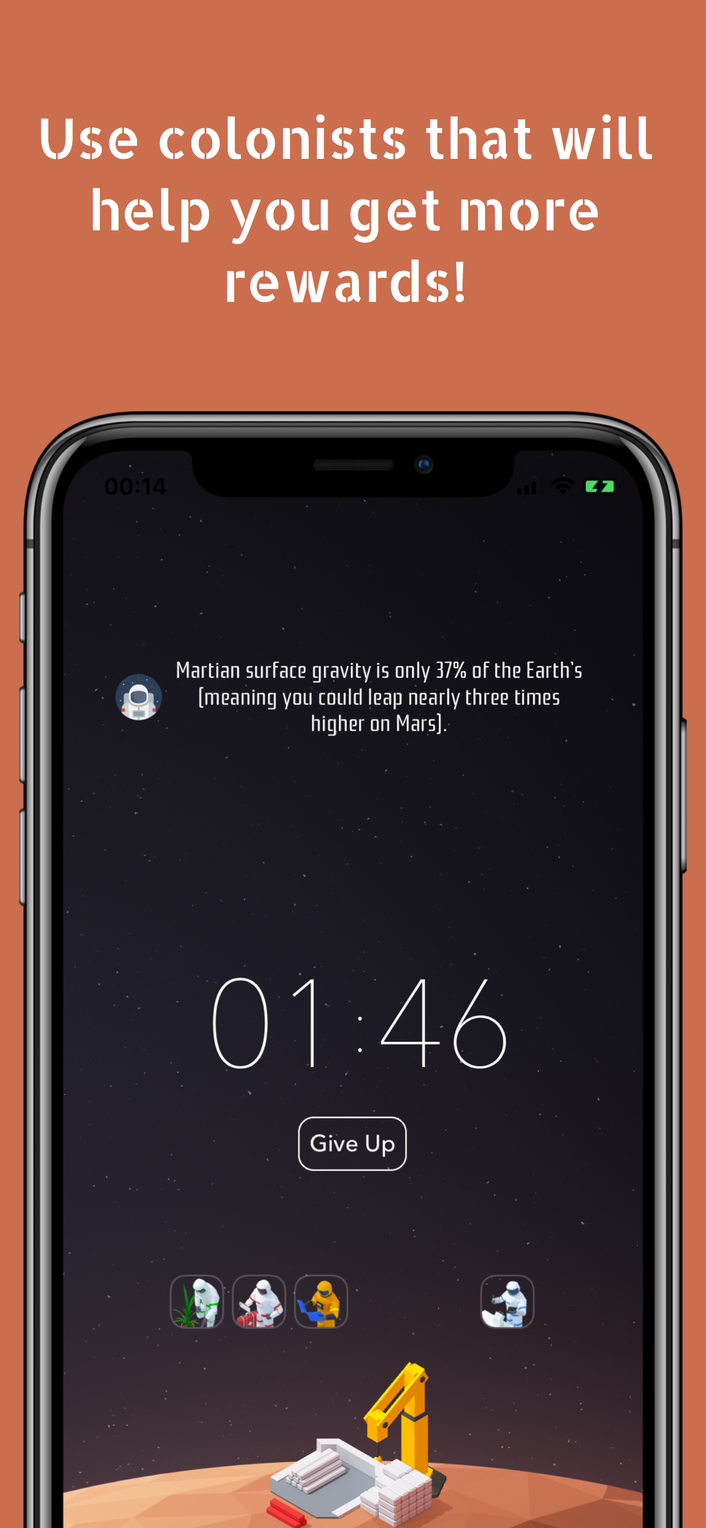 Use colonists that will
help you get more
rewards!
00:14
Martian surface gravity is only 37% of the Earth's
(meaning you could leap nearly three times
higher on Mars).
01:46
Give Up